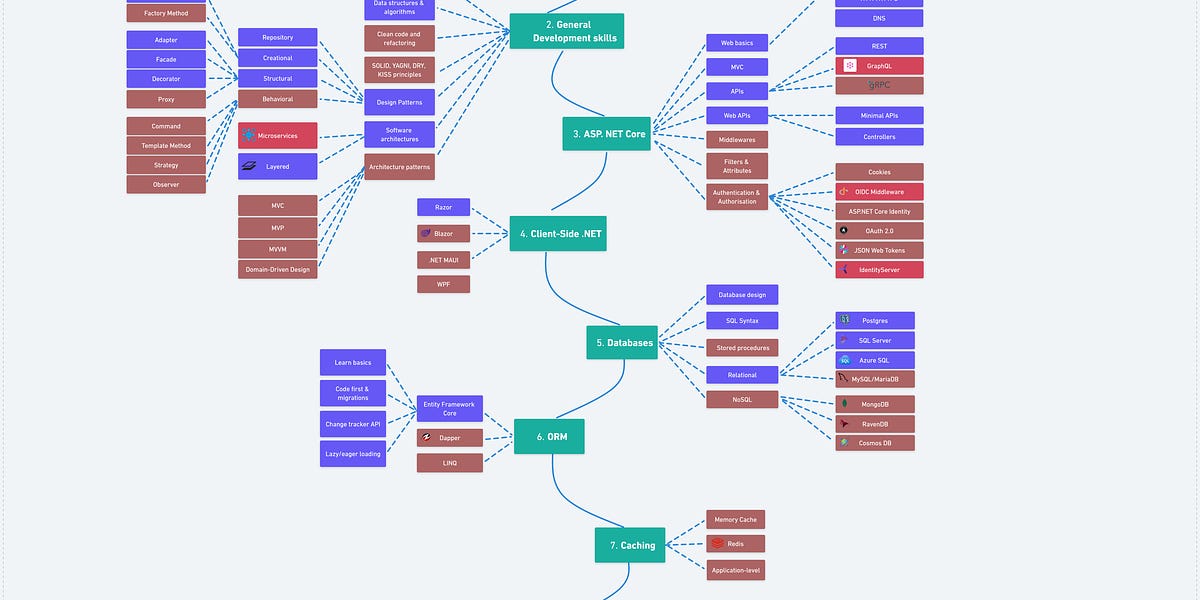 Factory Method
Adapter
Facade
Decorator
Proxy
Command
Template Method
Strategy
Observer
Repository
Creational
Structural
Behavioral
Microservices
Layered
MVC
MVP
MVVM
Domain-Driven Design
Data structures &
algorithms
Clean code and
refactoring
SOLID, YAGNI, DRY,
KISS principles
Design Patterns
Software
architectures
Architecture patterns
2. General
Development skills
3. ASP. NET Core
Web basics
MVC
APIs
Web APIs
Middlewares
Filters &
Attributes
Authentication &
Authorisation
DNS
REST
GraphQL
gRPC
Minimal APIs
Controllers
Cookies
OIDC Middleware
ASP.NET Core Identity
OAuth 2.0
JSON Web Tokens
IdentityServer
Razor
Blazor
.NET MAUI
WPF
4. Client-Side .NET
5. Databases
Database design
SQL Syntax
Stored procedures
Relational
NoSQL
Postgres
SQL Server
SQL
Azure SQL
MySQL/MariaDB
MongoDB
RavenDB
Cosmos DB
Learn basics
Code first &
migrations
Change tracker API
Lazy/eager loading
Entity Framework
Core
Dapper
LINQ
6. ORM
7. Caching
Memory Cache
Redis
Application-level